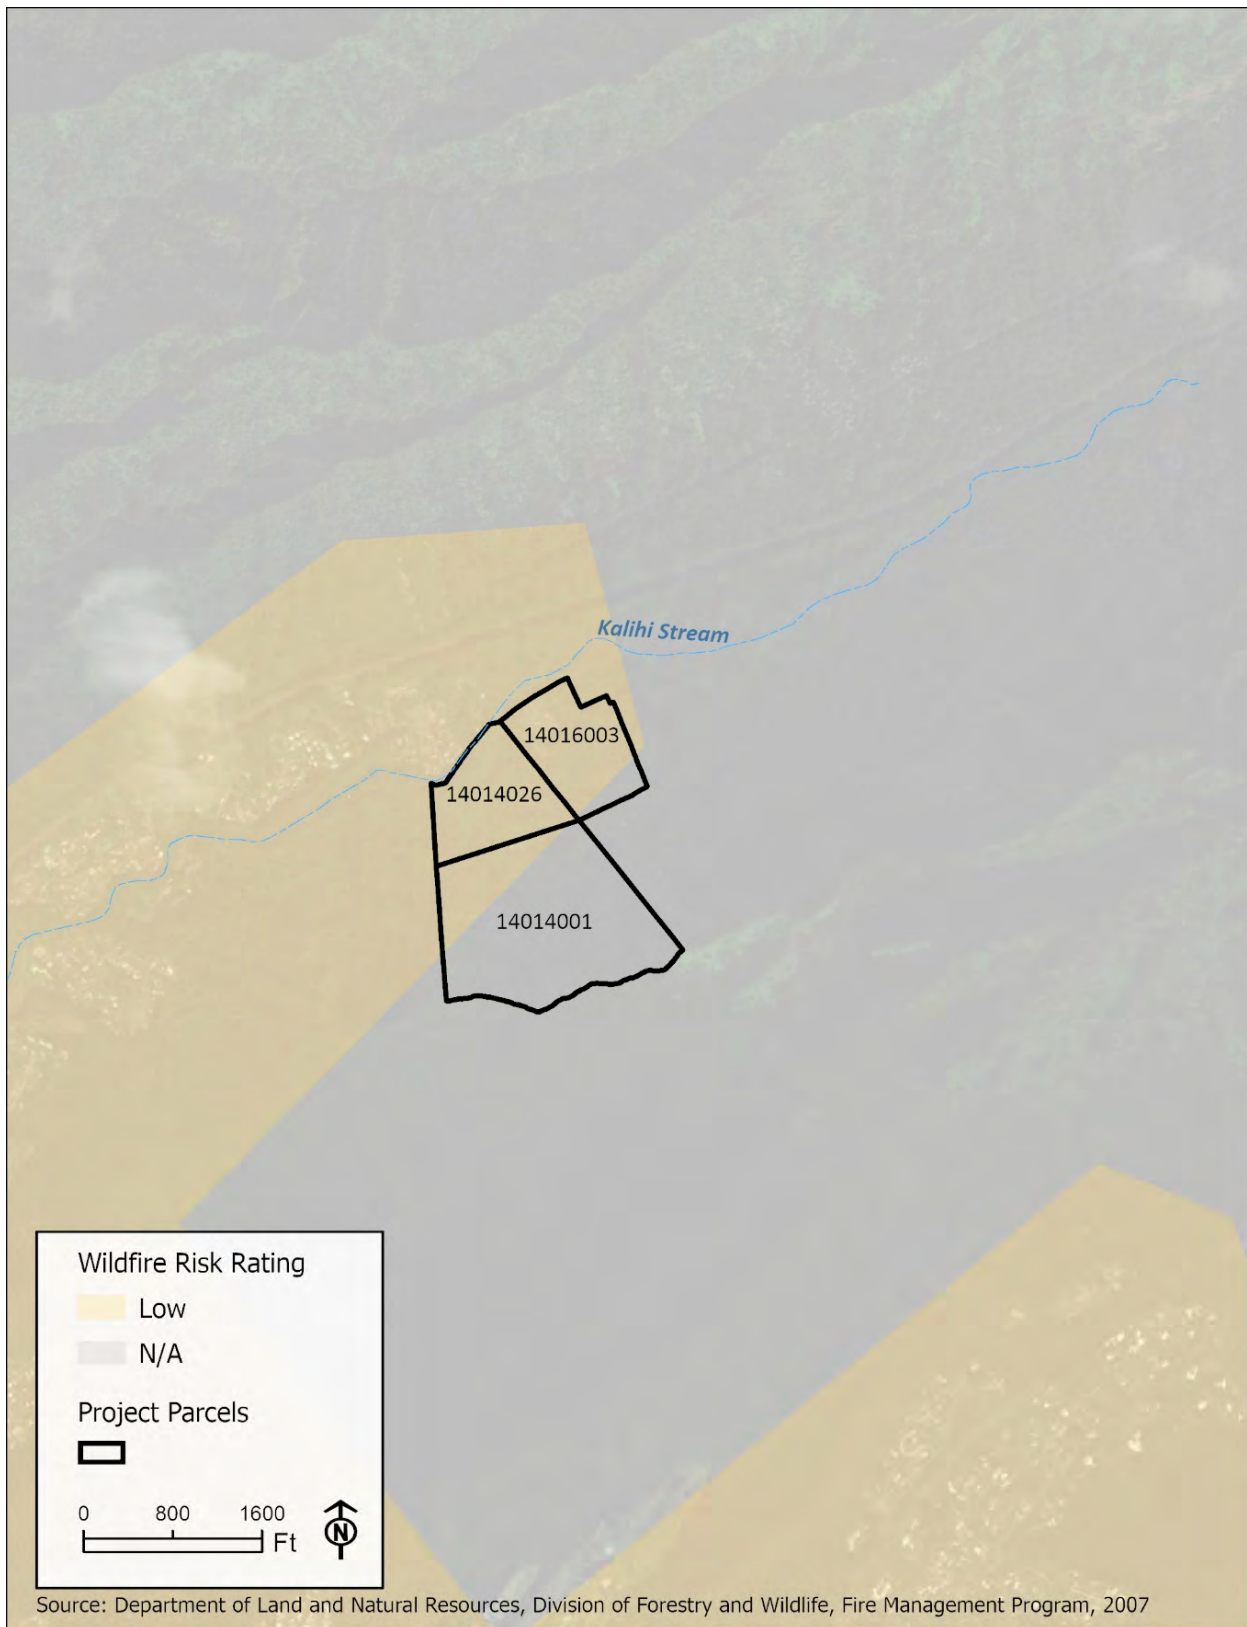 Kalihi Stream
14016003
14014026
14014001
Wildfire Risk Rating
Low
N/A
Project Parcels
0 800 1600
Ft
N
Source: Department of Land and Natural Resources, Division of Forestry and Wildlife, Fire Management Program, 2007